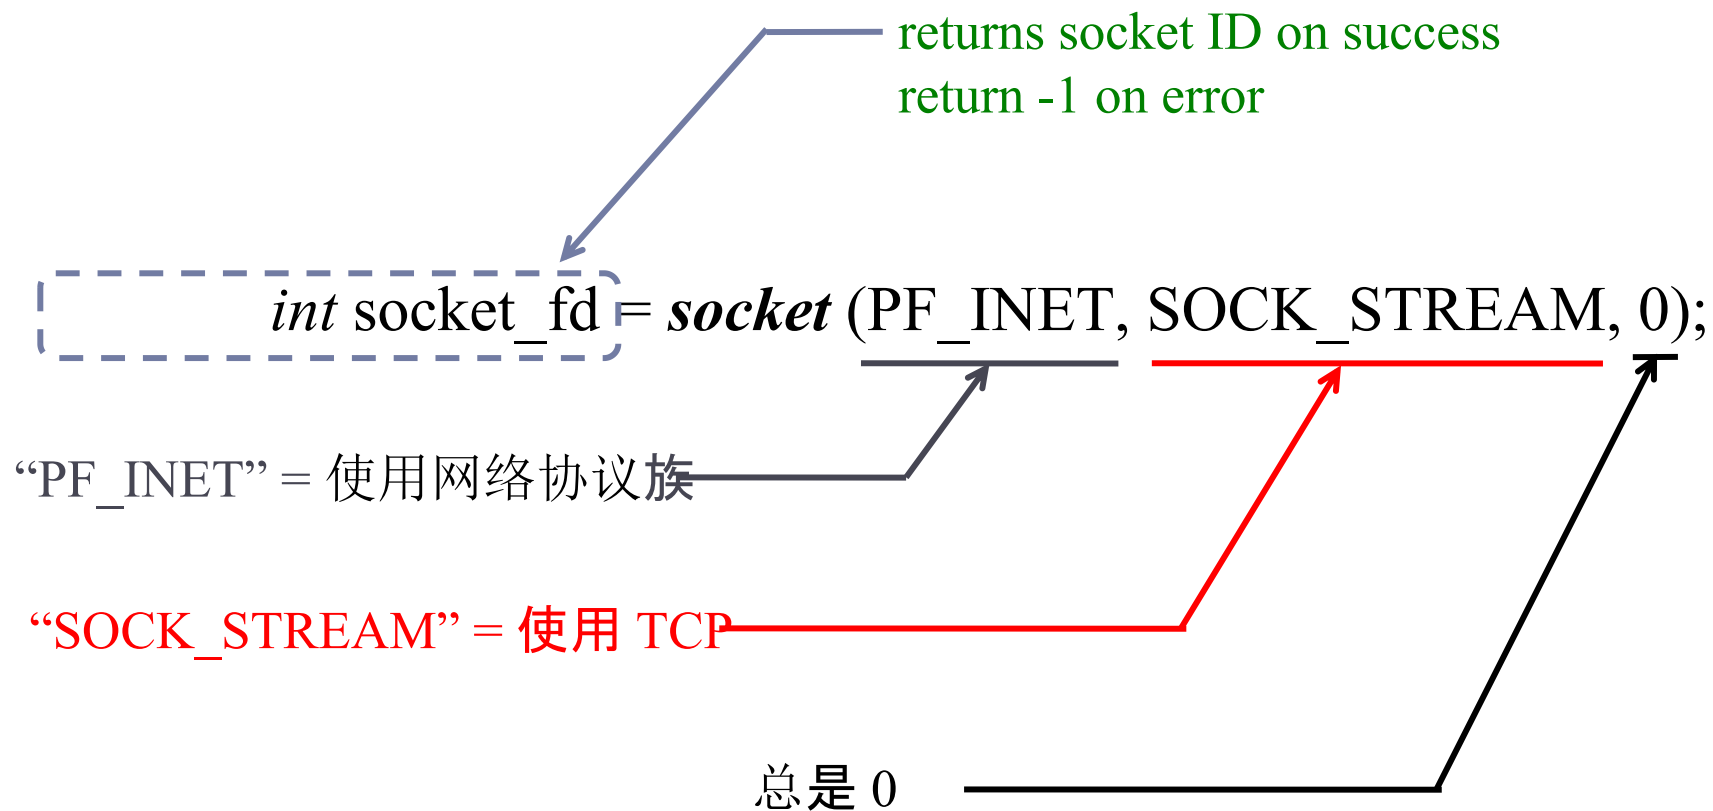 returns socket ID on success
return -1 on error
int socket_fd = socket (PF_INET, SOCK_STREAM, 0);
“PF_INET” = 使用网络协议族
“SOCK_STREAM” = 使用 TCP
总是 0